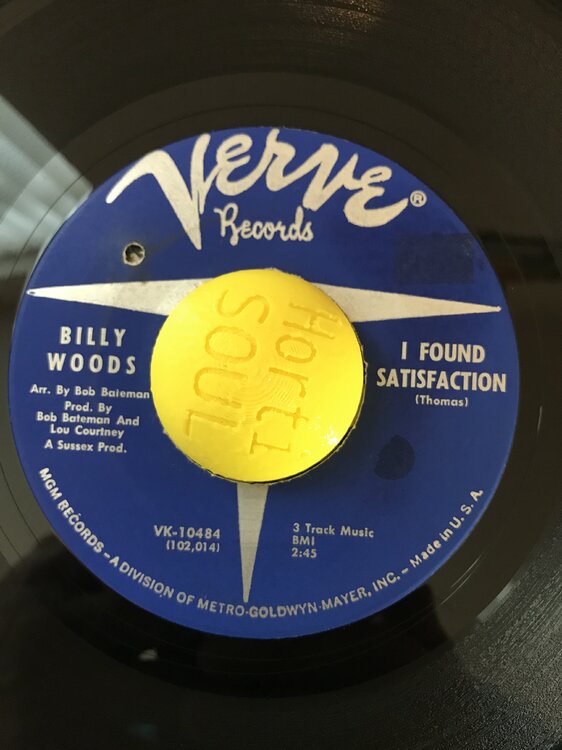 VERVE®
Records
Horti
SOUL
BILLY
WOODS
Arr. By Bob Bateman
Prod. By
Bob Bateman And
Lou Courtney
A Sussex Prod.
I FOUND
SATISFACTION
(Thomas)
VK-10484
(102,014)
3 Track Music
BMI
2:45
MGM RECORDS – A DIVISION OF METRO-GOLDWYN-MAYER, INC. – Made in U.S.A.